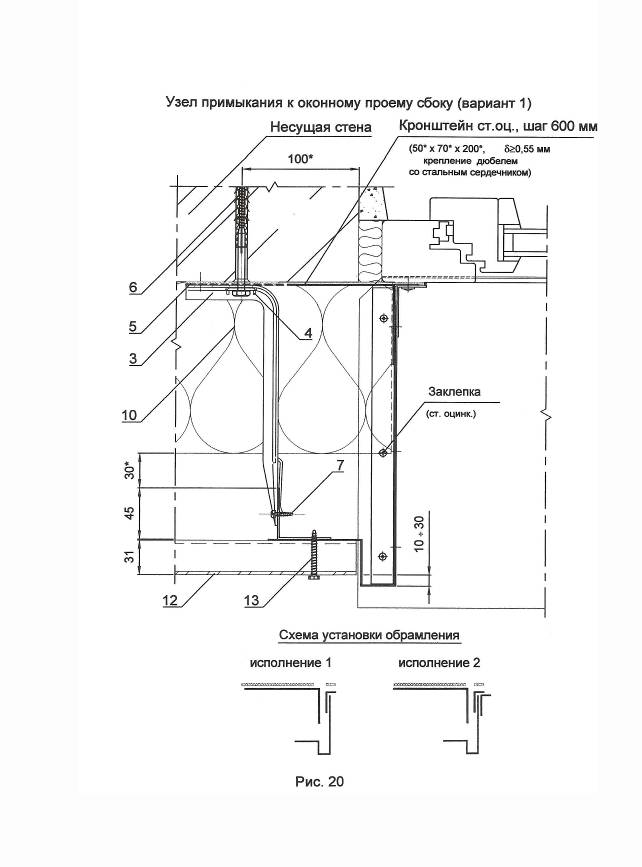 Узел примыкания к оконному проему сбоку (вариант 1)
Несущая стена
Кронштейн ст.оц., шаг 600 мм
(50* x 70* x 200*, δ≥0,55 мм
крепление дюбелем
со стальным сердечником)
100*
6
5
3
4
10
Заклепка
(ст. оцинк.)
30*
7
45
10 ÷ 30
31
12
13
Схема установки обрамления
исполнение 1
исполнение 2
Рис. 20